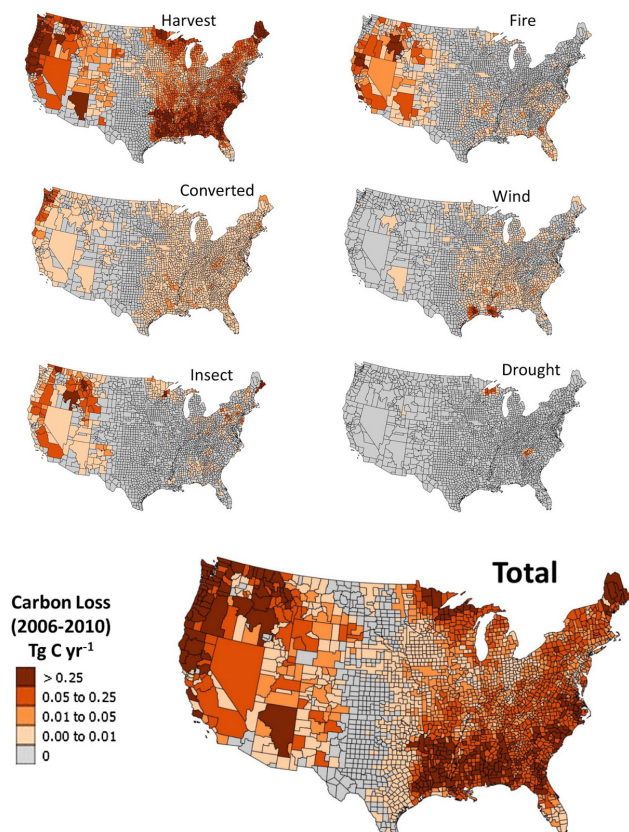 Harvest
Fire
Converted
Wind
Insect
Drought
Total
Carbon Loss
(2006-2010)
Tg C yr-1
> 0.25
0.05 to 0.25
0.01 to 0.05
0.00 to 0.01
0